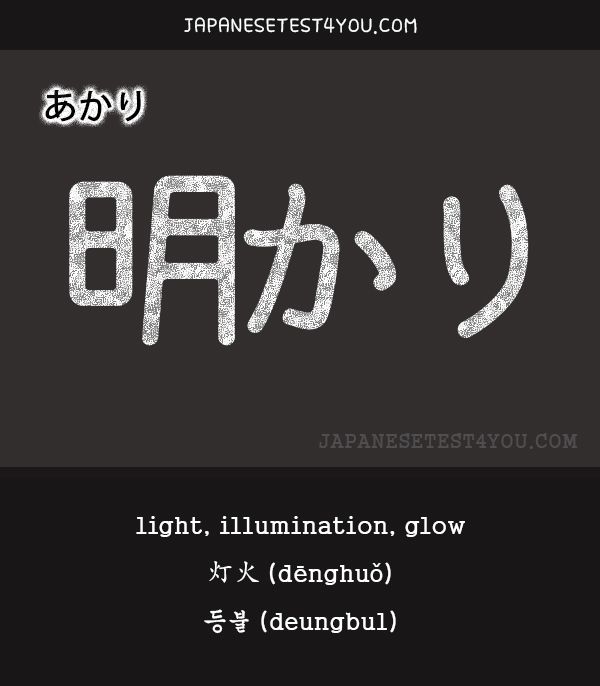 JAPANESETEST4YOU.COM
あかり
明かり
JAPANESETEST4YOU.COM
light, illumination, glow
灯火 (dēnghuǒ)
등불 (deungbul)